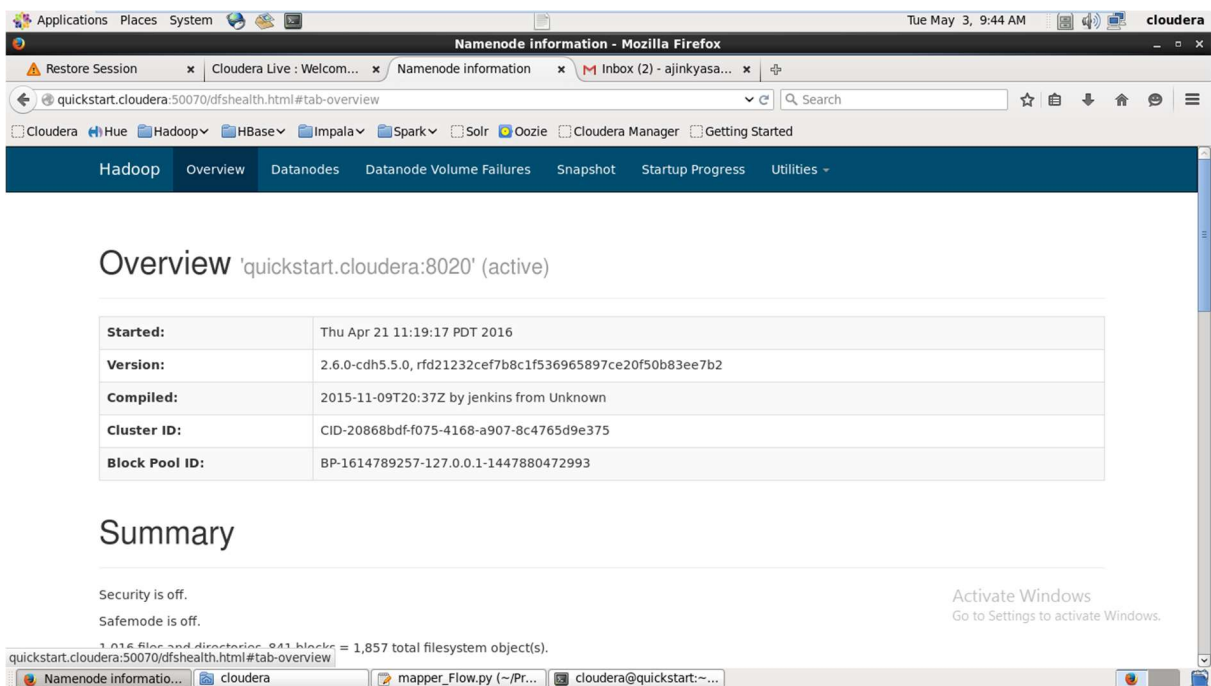 Applications Places System Tue May 3, 9:44 AM cloudera
Namenode information - Mozilla Firefox
Restore Session Cloudera Live : Welcom... Namenode information Inbox (2) - ajinkyasa...
quickstart.cloudera:50070/dfshealth.html#tab-overview Search
Cloudera Hue Hadoop HBase Impala Spark Solr Oozie Cloudera Manager Getting Started
Hadoop Overview Datanodes Datanode Volume Failures Snapshot Startup Progress Utilities
Overview 'quickstart.cloudera:8020' (active)
Started: Thu Apr 21 11:19:17 PDT 2016
Version: 2.6.0-cdh5.5.0, rfd21232cef7b8c1f536965897ce20f50b83ee7b2
Compiled: 2015-11-09T20:37Z by jenkins from Unknown
Cluster ID: CID-20868bdf-f075-4168-a907-8c4765d9e375
Block Pool ID: BP-1614789257-127.0.0.1-1447880472993
Summary
Security is off.
Activate Windows
Safemode is off.
Go to Settings to activate Windows.
1,016 files and directories, 841 blocks = 1,857 total filesystem object(s).
quickstart.cloudera:50070/dfshealth.html#tab-overview
Namenode informatio... cloudera mapper_Flow.py (~/Pr... cloudera@quickstart:~...